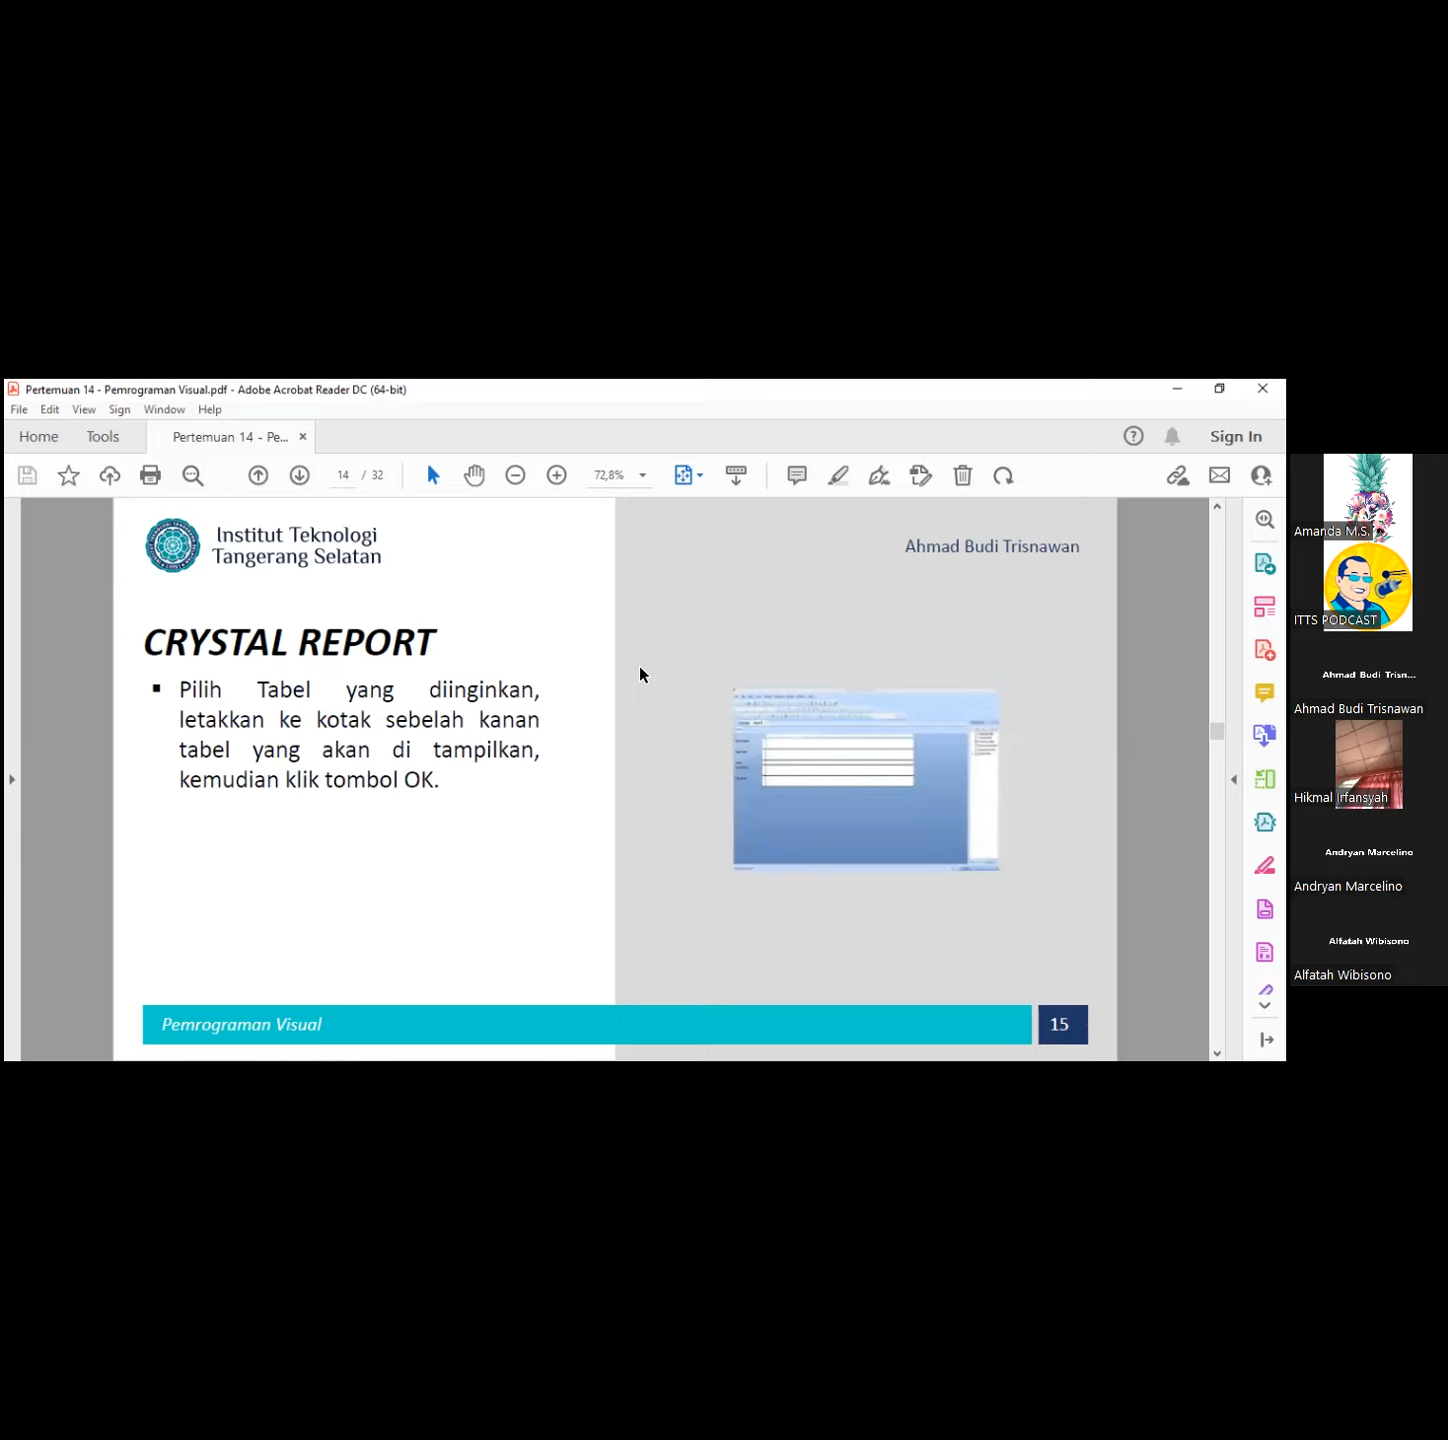 Pertemuan 14 - Pemrograman Visual.pdf - Adobe Acrobat Reader DC (64-bit)
File Edit View Sign Window Help
Home Tools Pertemuan 14 - Pe... × Sign In
14 / 32 72,8%
Institut Teknologi
Tangerang Selatan
Ahmad Budi Trisnawan
CRYSTAL REPORT
▪ Pilih Tabel yang diinginkan,
letakkan ke kotak sebelah kanan
tabel yang akan di tampilkan,
kemudian klik tombol OK.
Pemrograman Visual
15
Amanda M.S.
ITTS PODCAST
Ahmad Budi Trisn...
Ahmad Budi Trisnawan
Hikmal Irfansyah
Andryan Marcelino
Andryan Marcelino
Alfatah Wibisono
Alfatah Wibisono